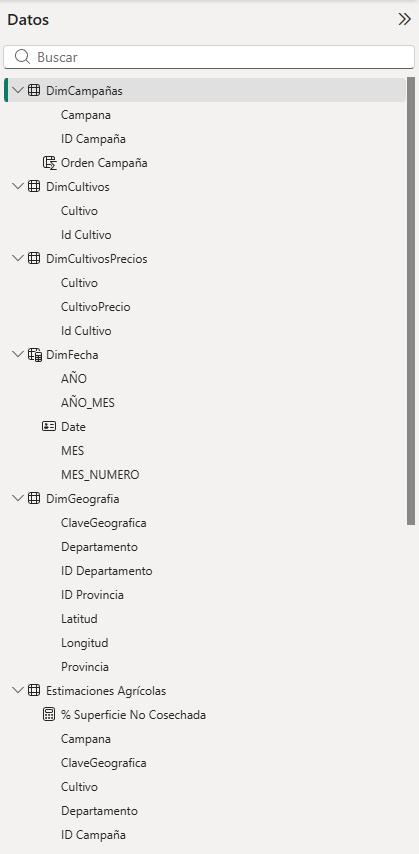 Datos
Buscar
DimCampañas
Campana
ID Campaña
Orden Campaña
DimCultivos
Cultivo
Id Cultivo
DimCultivosPrecios
Cultivo
CultivoPrecio
Id Cultivo
DimFecha
AÑO
AÑO_MES
Date
MES
MES_NUMERO
DimGeografia
ClaveGeografica
Departamento
ID Departamento
ID Provincia
Latitud
Longitud
Provincia
Estimaciones Agrícolas
% Superficie No Cosechada
Campana
ClaveGeografica
Cultivo
Departamento
ID Campaña